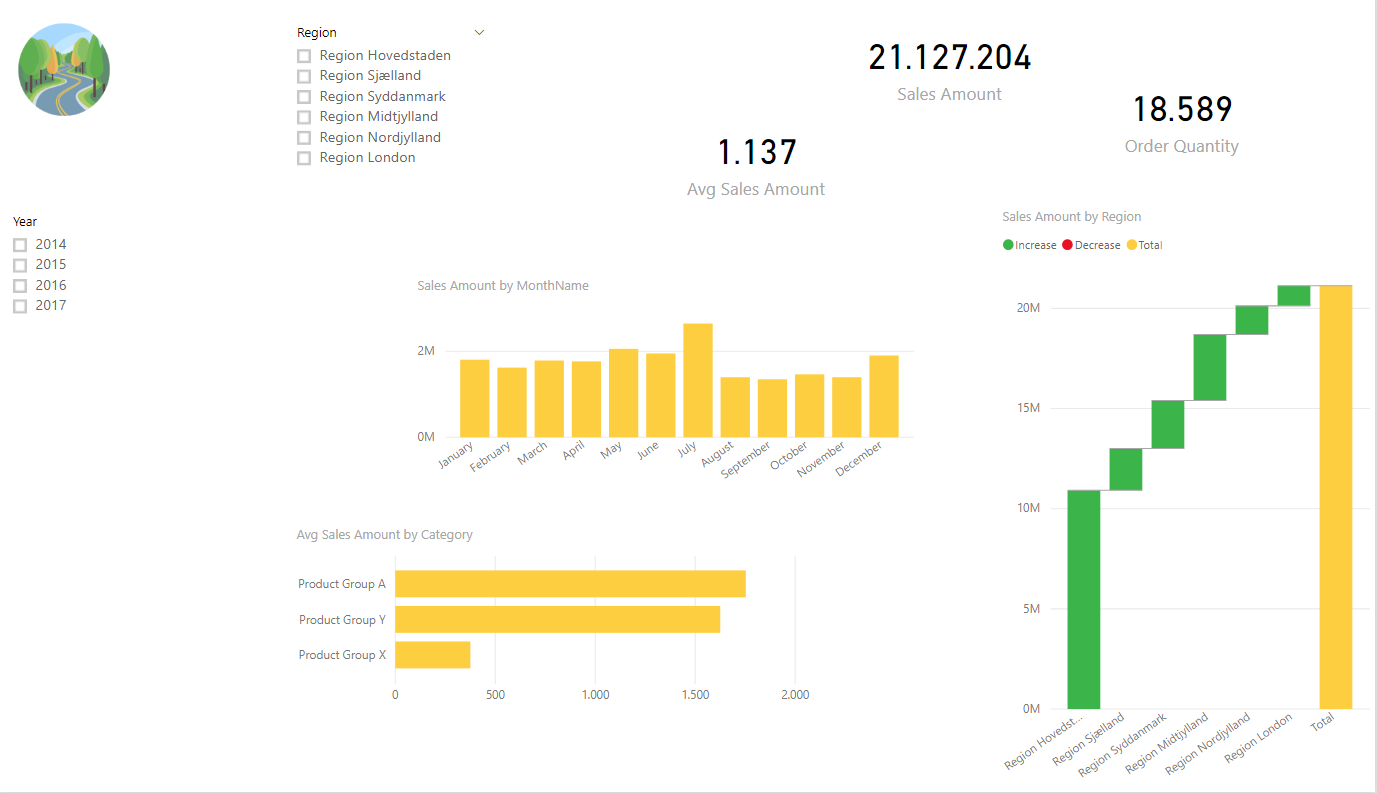 Region
Region Hovedstaden
Region Sjælland
Region Syddanmark
Region Midtjylland
Region Nordjylland
Region London
21.127.204
Sales Amount
18.589
Order Quantity
1.137
Avg Sales Amount
Year
2014
2015
2016
2017
Sales Amount by MonthName
2M
0M
January
February
March
April
May
June
July
August
September
October
November
December
Avg Sales Amount by Category
Product Group A
Product Group Y
Product Group X
0 500 1.000 1.500 2.000
Sales Amount by Region
Increase Decrease Total
20M
15M
10M
5M
0M
Region Hovedst...
Region Sjælland
Region Syddanmark
Region Midtjylland
Region Nordjylland
Region London
Total